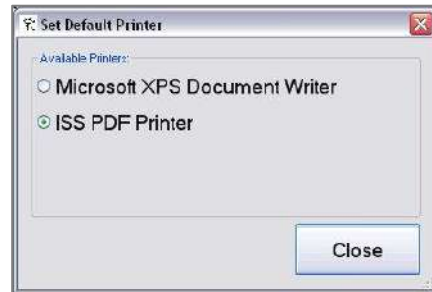 Set Default Printer
Available Printers:
Microsoft XPS Document Writer
ISS PDF Printer
Close